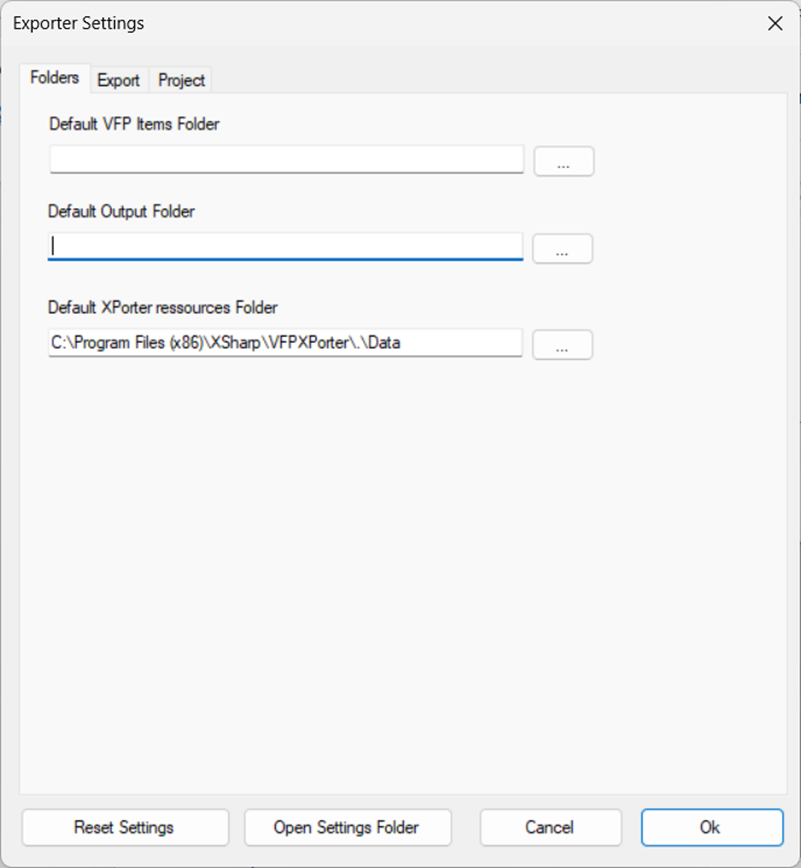 Exporter Settings
Folders Export Project
Default VFP Items Folder
...
Default Output Folder
...
Default XPorter ressources Folder
C:\Program Files (x86)\XSharp\VFPXPorter\.\Data
...
Reset Settings Open Settings Folder Cancel Ok